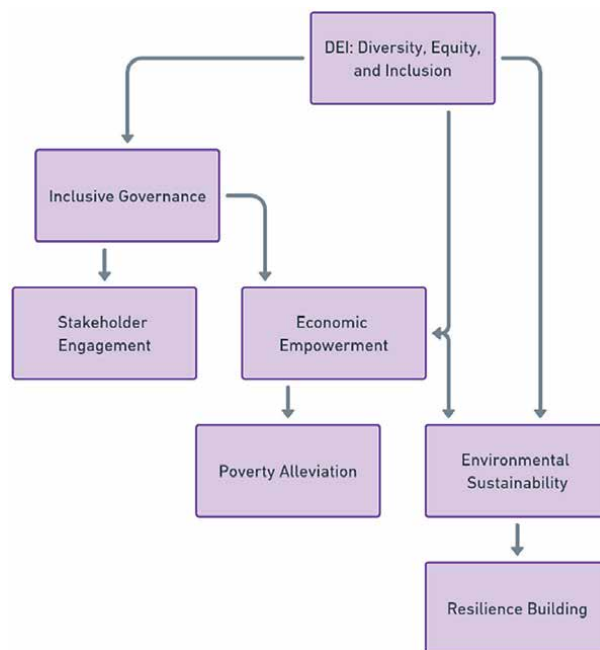 DEI: Diversity, Equity,
and Inclusion
Inclusive Governance
Stakeholder
Engagement
Economic
Empowerment
Poverty Alleviation
Environmental
Sustainability
Resilience Building